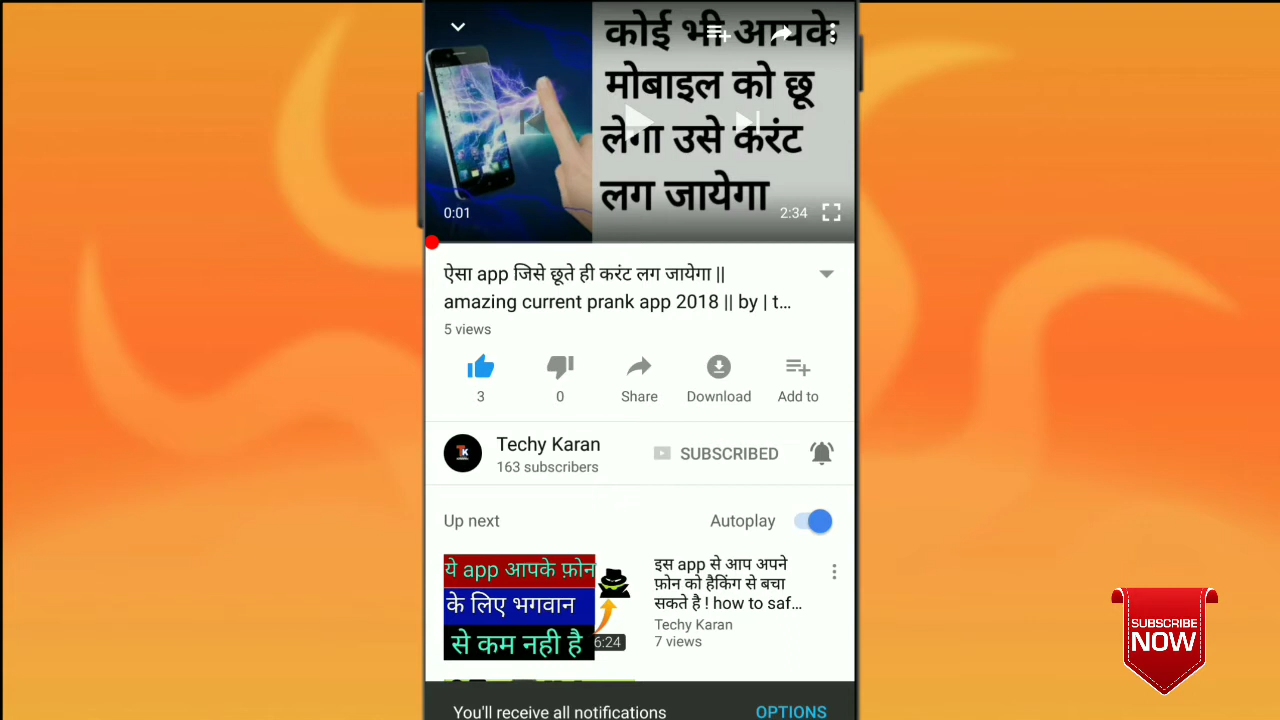 कोई भी आपके
मोबाइल को छू
लेगा उसे करंट
लग जायेगा
0:01
2:34
ऐसा app जिसे छूते ही करंट लग जायेगा ||
amazing current prank app 2018 || by | t...
5 views
3
0
Share
Download
Add to
TK
Techy Karan
163 subscribers
SUBSCRIBED
Up next
Autoplay
ये app आपके फ़ोन
के लिए भगवान
से कम नही है
6:24
इस app से आप अपने
फ़ोन को हैकिंग से बचा
सकते है ! how to saf...
Techy Karan
7 views
SUBSCRIBE
NOW
You'll receive all notifications
OPTIONS